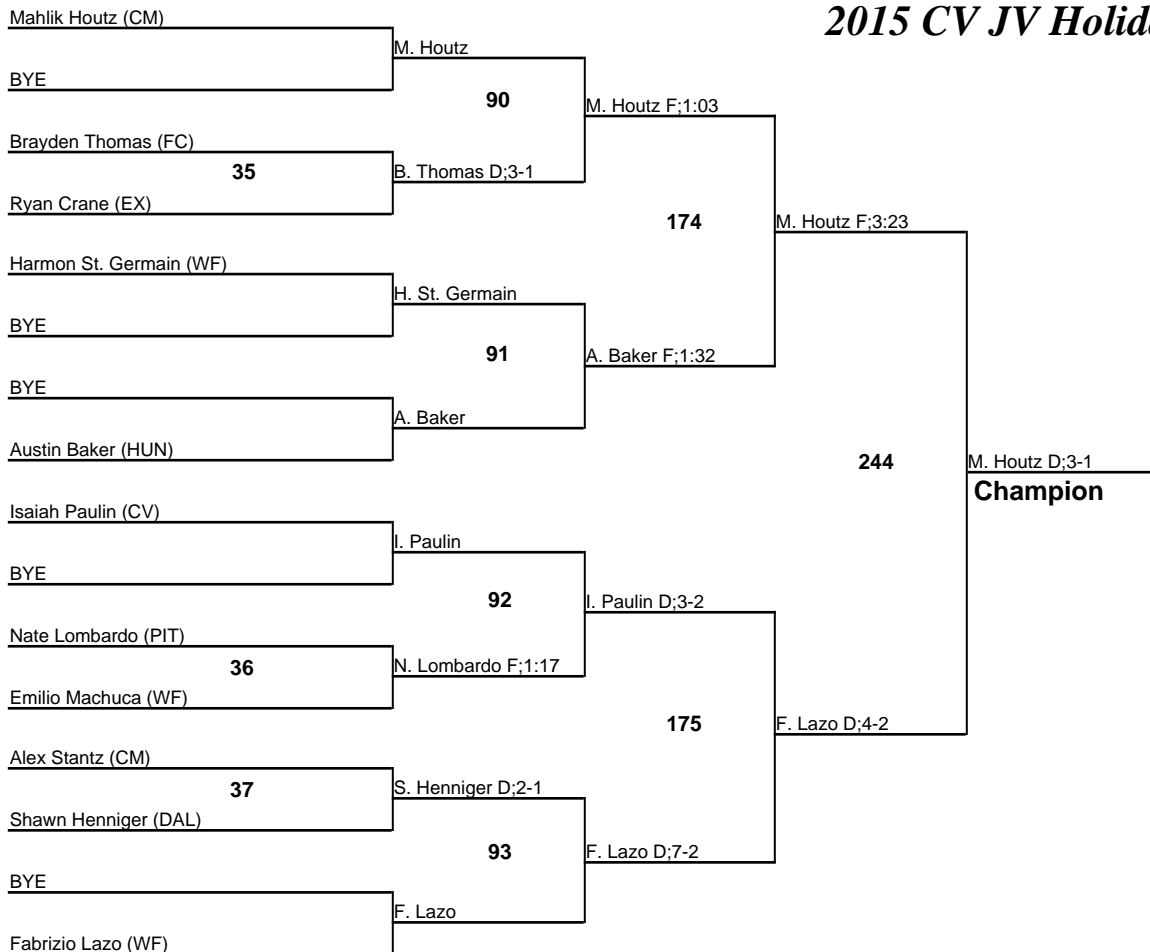 2015 CV JV Holid
Mahlik Houtz (CM)
M. Houtz
BYE
90
M. Houtz F;1:03
Brayden Thomas (FC)
35
B. Thomas D;3-1
Ryan Crane (EX)
174
M. Houtz F;3:23
Harmon St. Germain (WF)
H. St. Germain
BYE
91
A. Baker F;1:32
BYE
A. Baker
Austin Baker (HUN)
244
M. Houtz D;3-1
Champion
Isaiah Paulin (CV)
I. Paulin
BYE
92
I. Paulin D;3-2
Nate Lombardo (PIT)
36
N. Lombardo F;1:17
Emilio Machuca (WF)
175
F. Lazo D;4-2
Alex Stantz (CM)
37
S. Henniger D;2-1
Shawn Henniger (DAL)
93
F. Lazo D;7-2
BYE
F. Lazo
Fabrizio Lazo (WF)